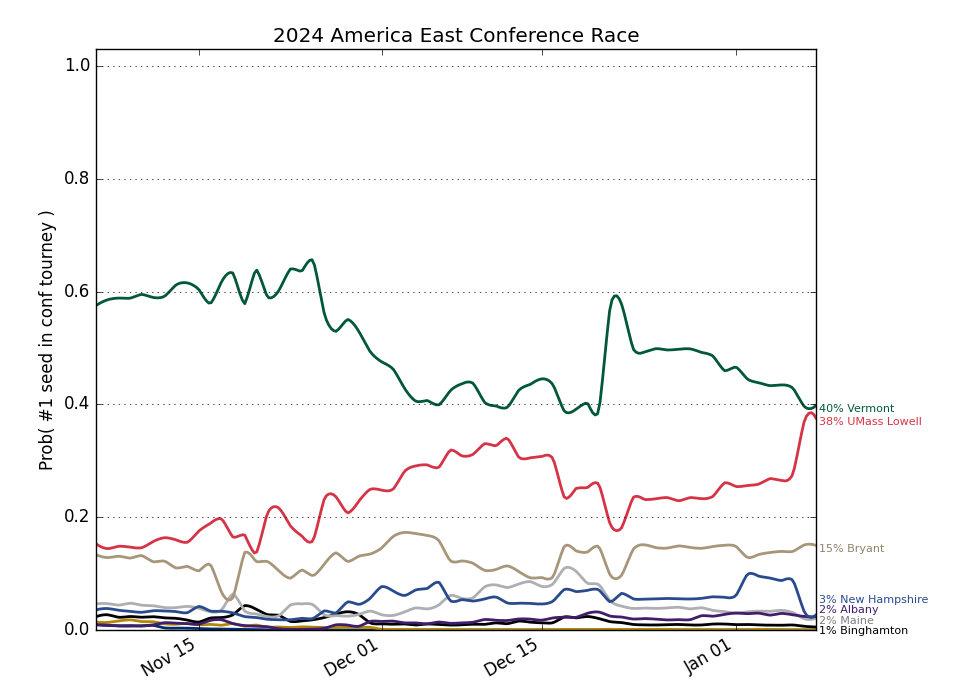 2024 America East Conference Race
Prob( #1 seed in conf tourney )
1.0
0.8
0.6
0.4
0.2
0.0
Nov 15
Dec 01
Dec 15
Jan 01
40% Vermont
38% UMass Lowell
15% Bryant
3% New Hampshire
2% Albany
2% Maine
1% Binghamton